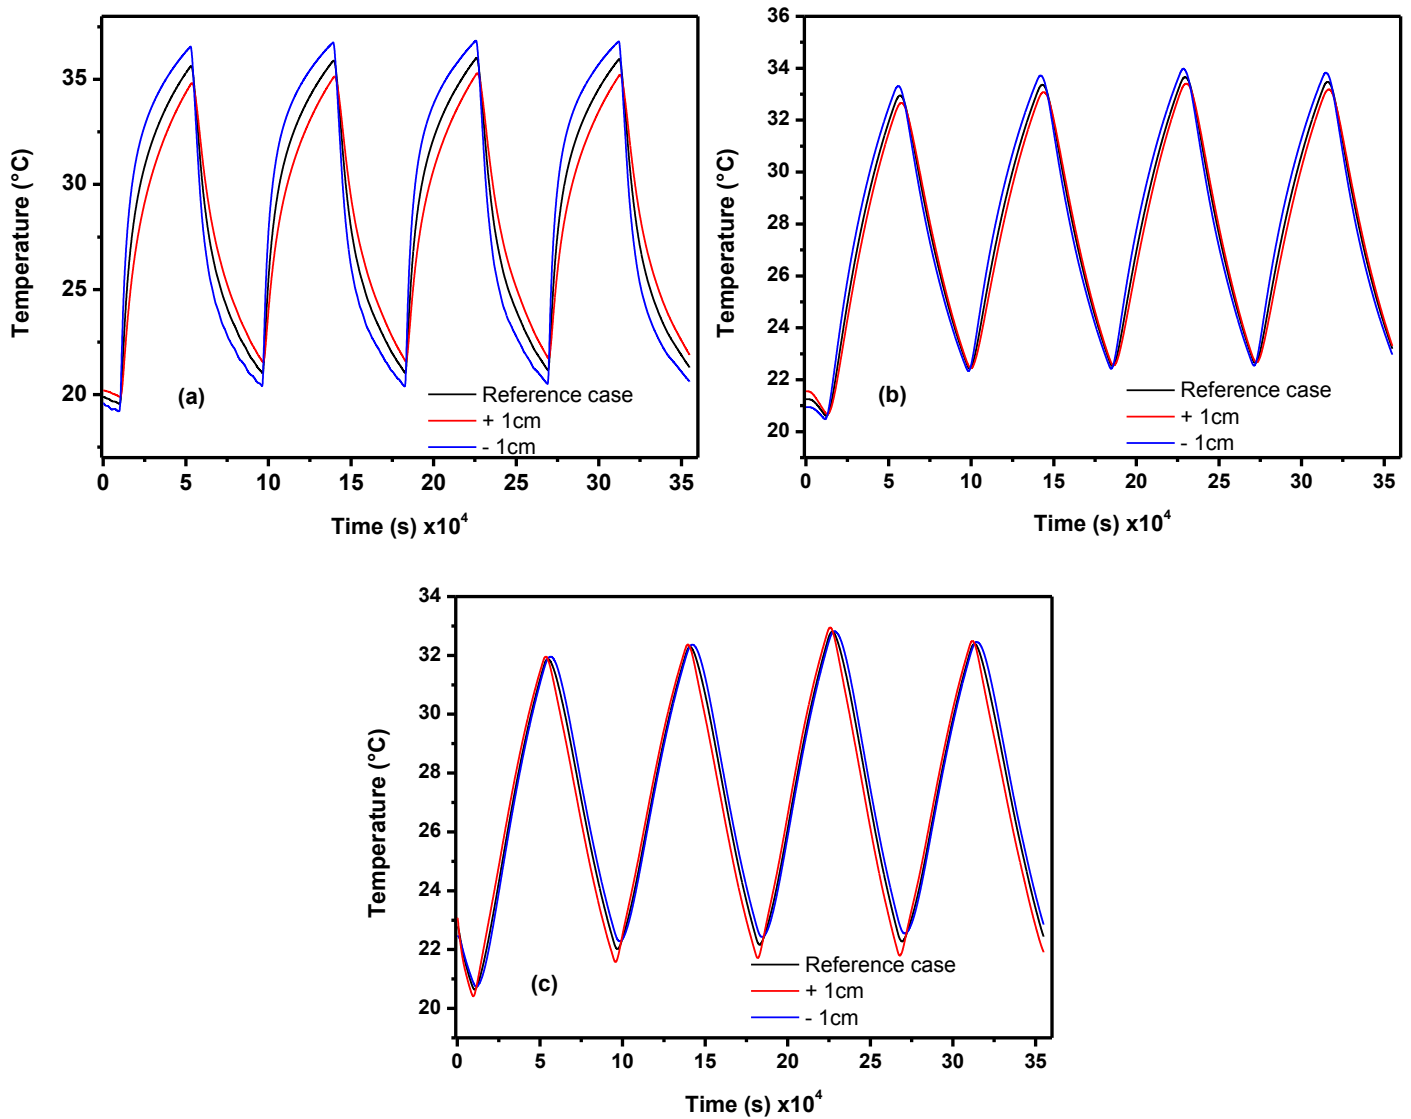 Temperature (°C)
35
30
25
20
0
5
10
15
20
25
30
35
Time (s) x10⁴
(a)
Reference case
+ 1cm
- 1cm
Temperature (°C)
36
34
32
30
28
26
24
22
20
0
5
10
15
20
25
30
35
Time (s) x10⁴
(b)
Reference case
+ 1cm
- 1cm
Temperature (°C)
34
32
30
28
26
24
22
20
0
5
10
15
20
25
30
35
Time (s) x10⁴
(c)
Reference case
+ 1cm
- 1cm